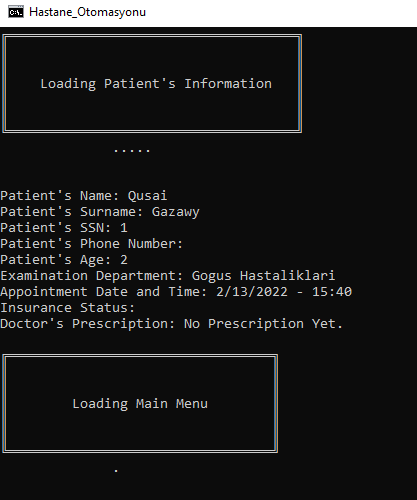 Hastane_Otomasyonu
Loading Patient's Information
.....
Patient's Name: Qusai
Patient's Surname: Gazawy
Patient's SSN: 1
Patient's Phone Number:
Patient's Age: 2
Examination Department: Gogus Hastaliklari
Appointment Date and Time: 2/13/2022 - 15:40
Insurance Status:
Doctor's Prescription: No Prescription Yet.
Loading Main Menu
.